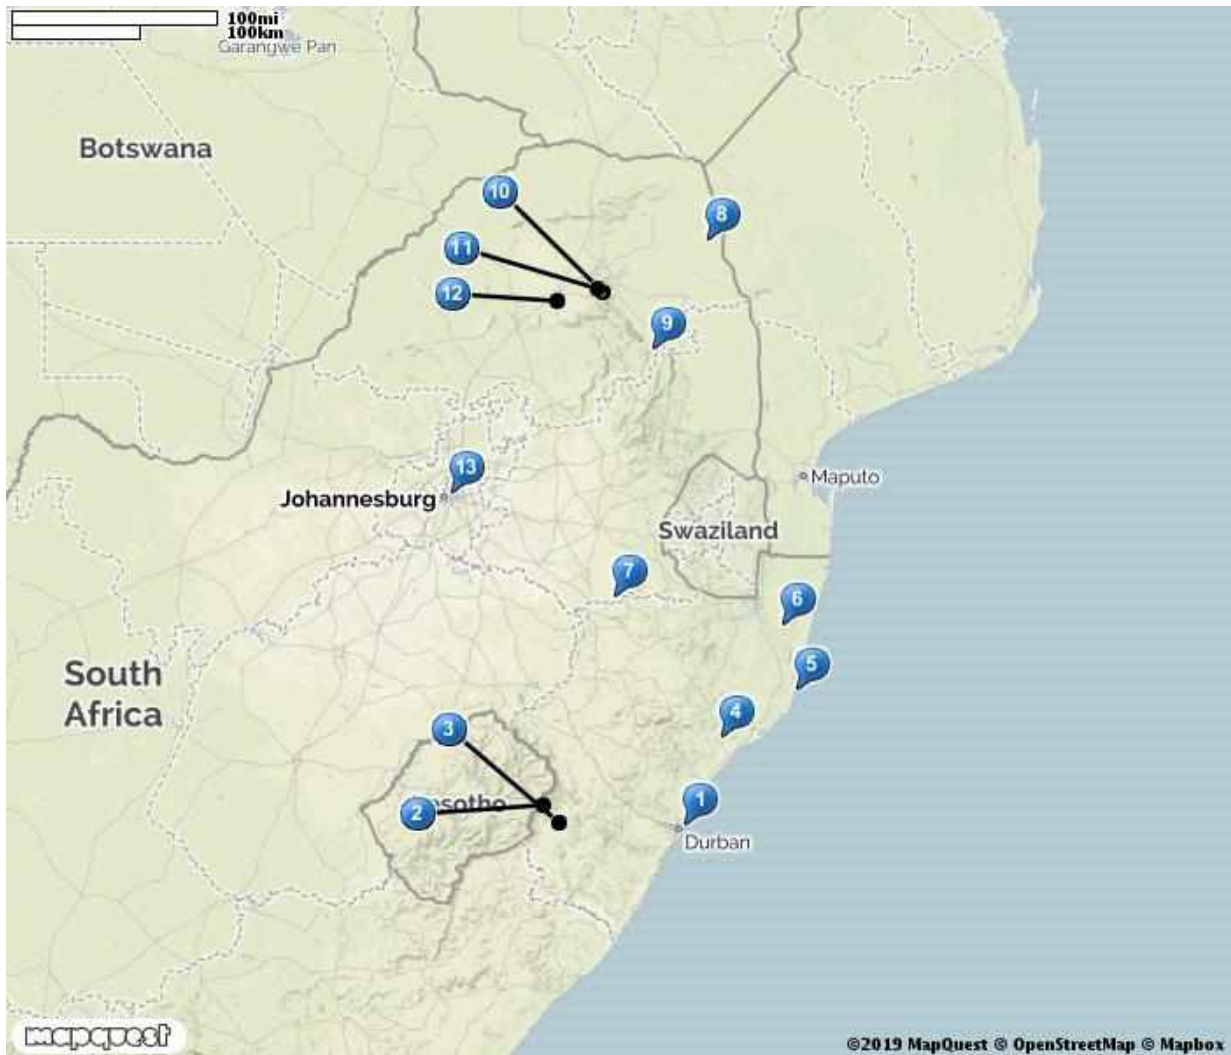 100mi
100km
Garangwe Pan
Botswana
10
8
11
12
9
13
Johannesburg
Maputo
Swaziland
7
6
South
Africa
5
4
3
2
esotho
1
Durban
mapquest
©2019 MapQuest © OpenStreetMap © Mapbox